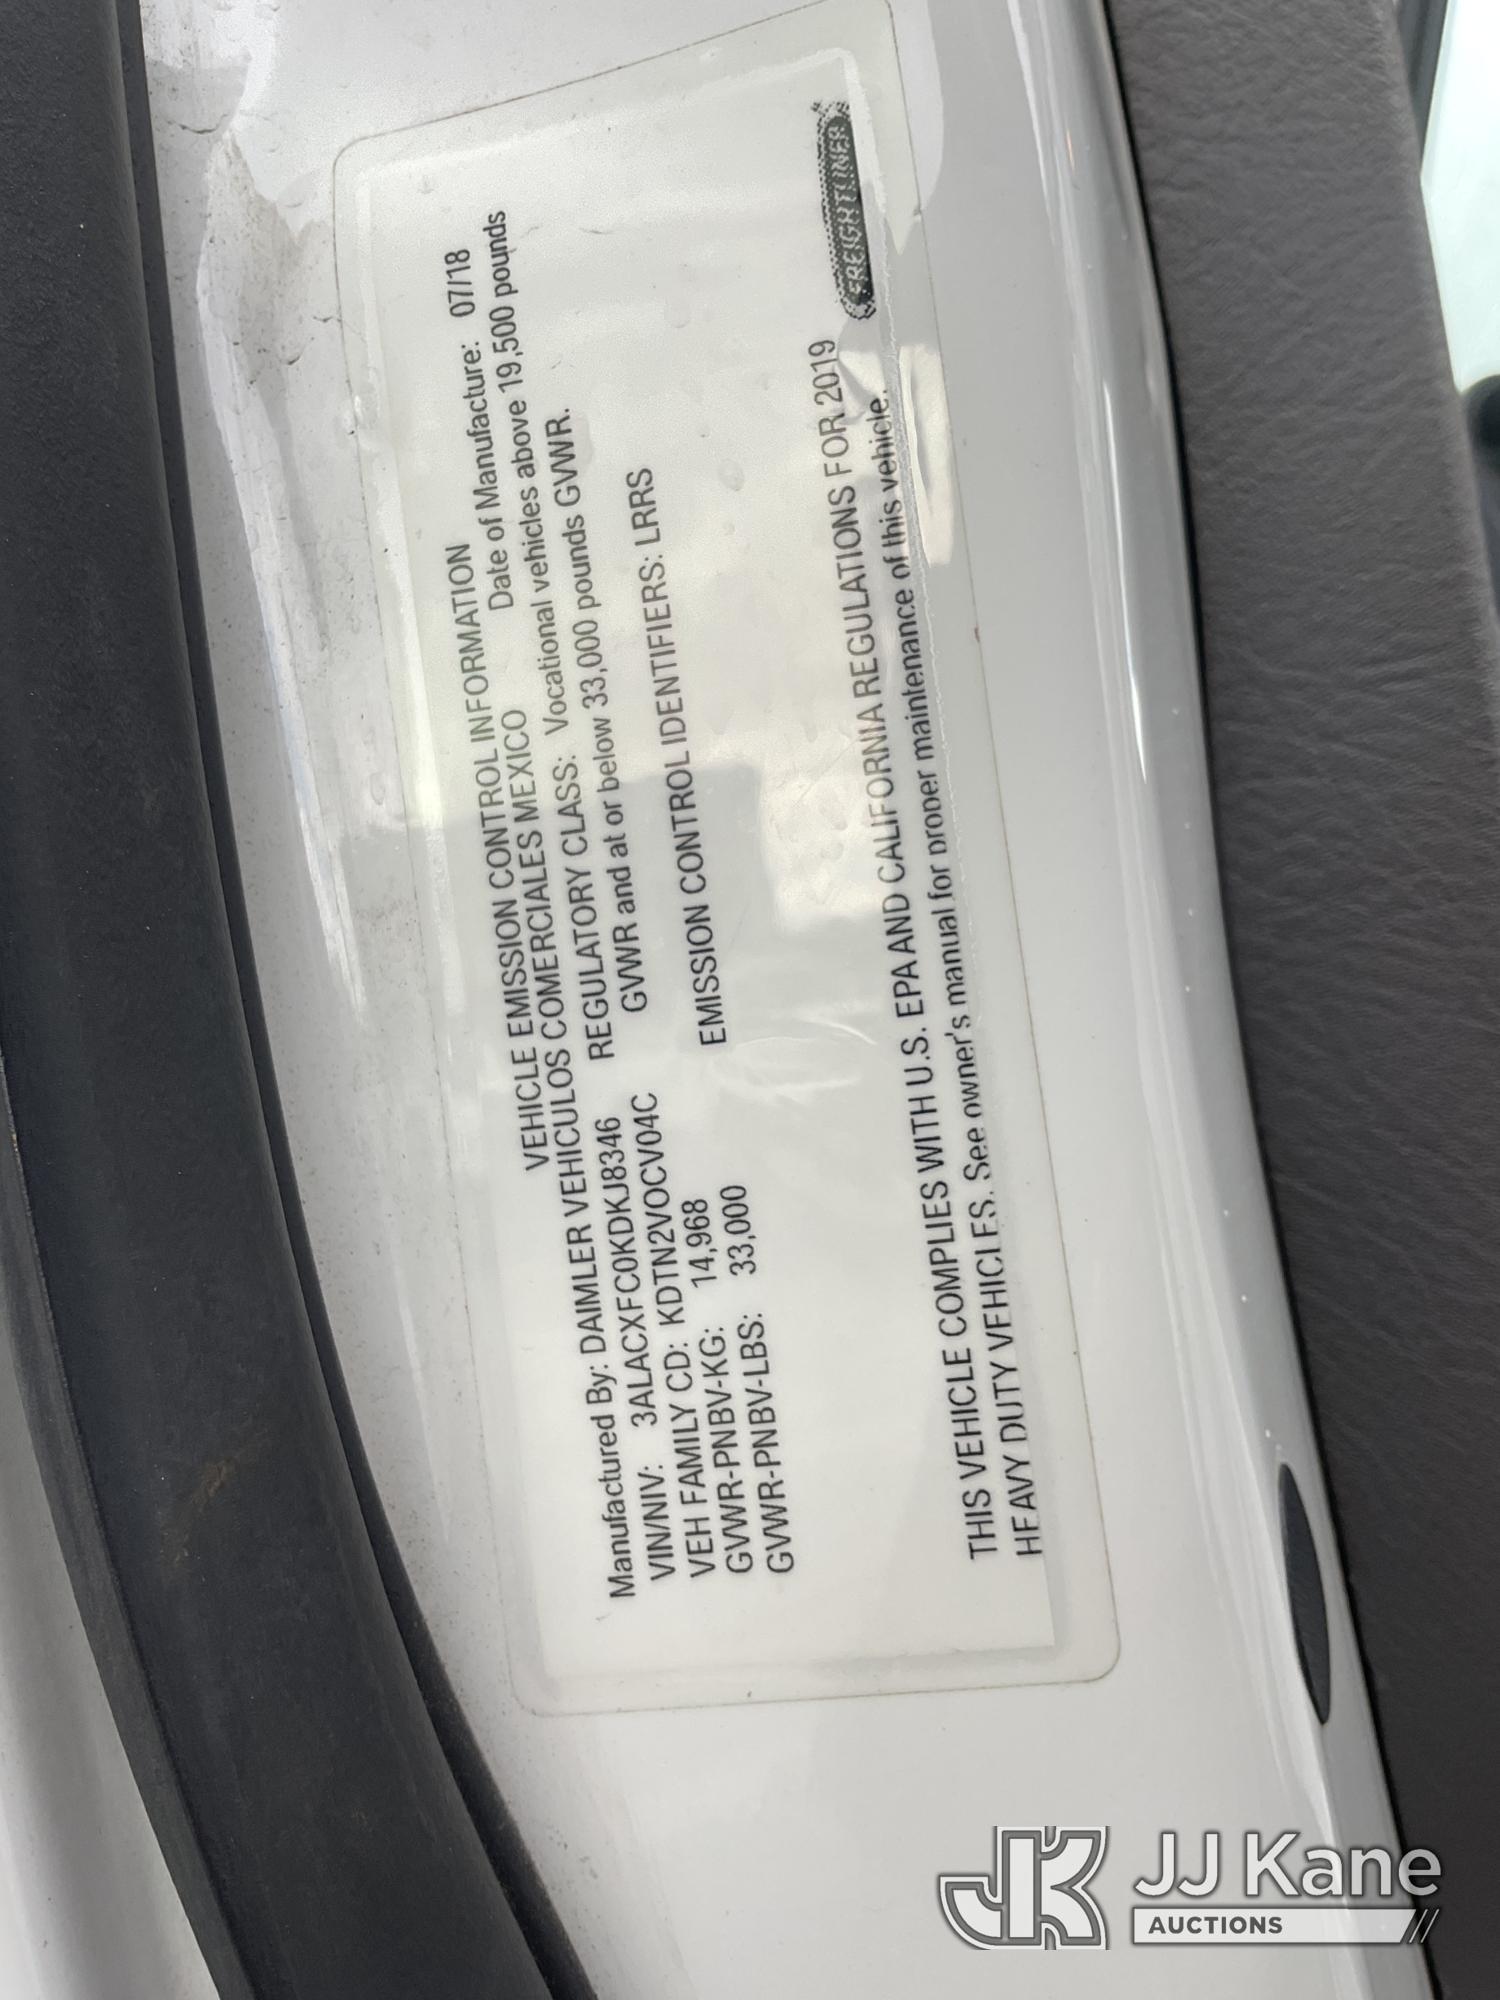 VEHICLE EMISSION CONTROL INFORMATION
Manufactured By: DAIMLER VEHICULOS COMERCIALES MEXICO Date of Manufacture: 07/18
VIN/NIV: 3ALACXFC0KDKJ8346 REGULATORY CLASS: Vocational vehicles above 19,500 pounds
VEH FAMILY CD: KDTN2VOCV04C GVWR and at or below 33,000 pounds GVWR.
GVWR-PNBV-KG: 14,968
GVWR-PNBV-LBS: 33,000 EMISSION CONTROL IDENTIFIERS: LRRS
THIS VEHICLE COMPLIES WITH U.S. EPA AND CALIFORNIA REGULATIONS FOR 2019
HEAVY DUTY VEHICLES. See owner's manual for proper maintenance of this vehicle.
FREIGHTLINER
JK JJ Kane
AUCTIONS